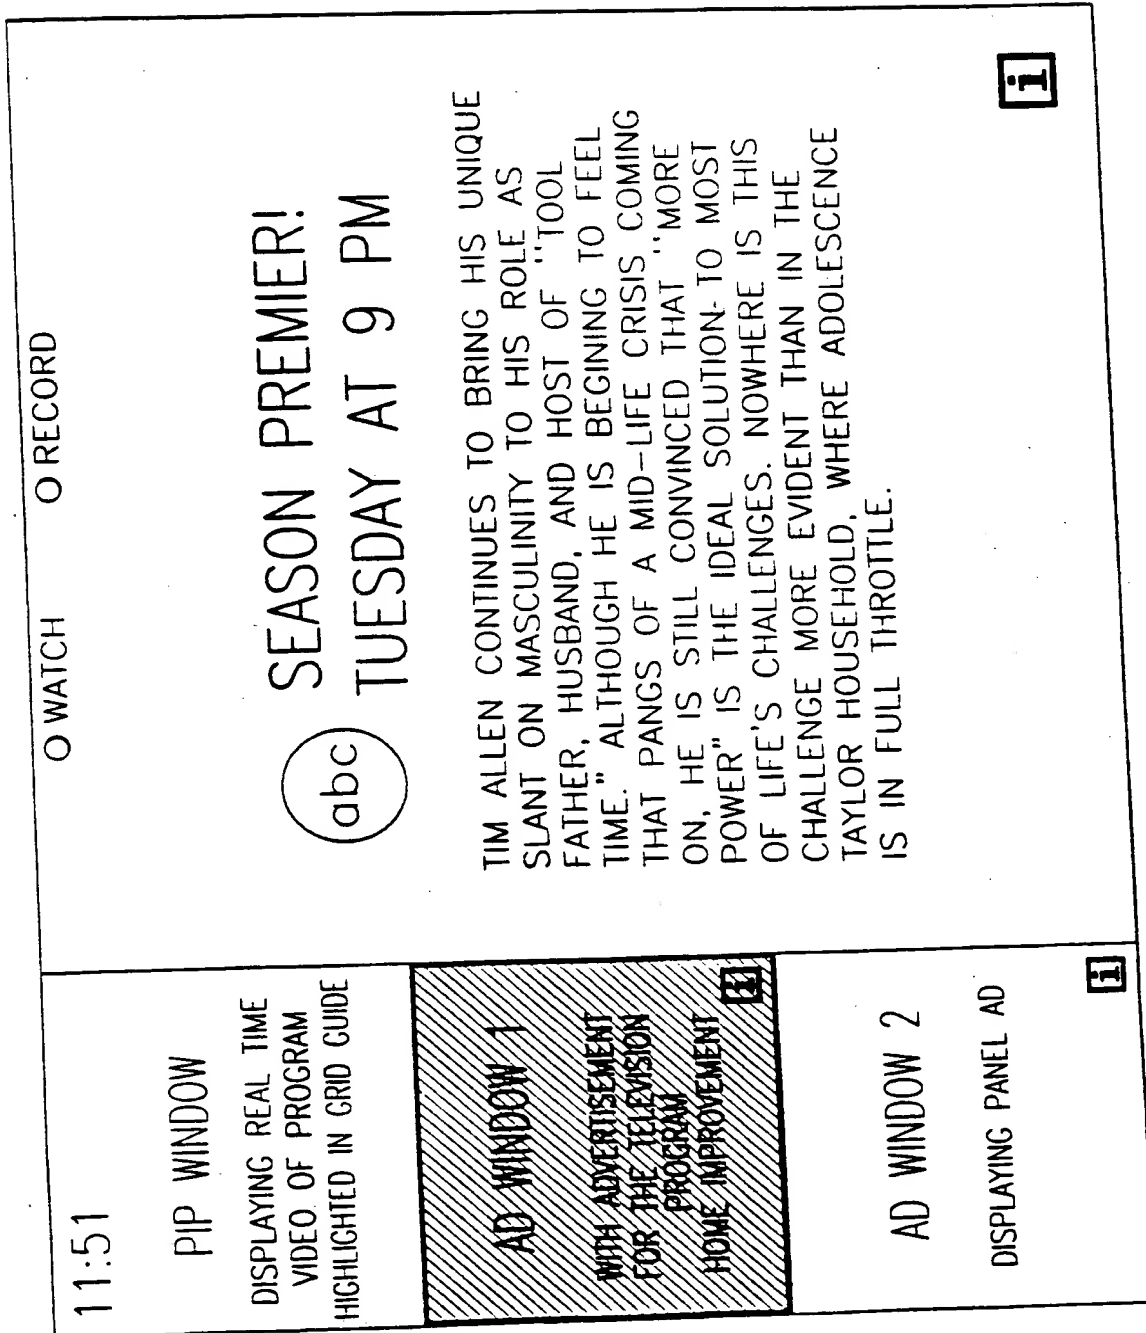 11:51
PIP WINDOW
DISPLAYING REAL TIME
VIDEO OF PROGRAM
HIGHLIGHTED IN GRID GUIDE
AD WINDOW 1
WITH ADVERTISEMENT
FOR THE TELEVISION
PROGRAM
HOME IMPROVEMENT
i
AD WINDOW 2
DISPLAYING PANEL AD
i
O WATCH O RECORD
abc
SEASON PREMIER!
TUESDAY AT 9 PM
TIM ALLEN CONTINUES TO BRING HIS UNIQUE
SLANT ON MASCULINITY TO HIS ROLE AS
FATHER, HUSBAND, AND HOST OF "TOOL
TIME." ALTHOUGH HE IS BEGINING TO FEEL
THAT PANGS OF A MID-LIFE CRISIS COMING
ON, HE IS STILL CONVINCED THAT "MORE
POWER" IS THE IDEAL SOLUTION- TO MOST
OF LIFE'S CHALLENGES. NOWHERE IS THIS
CHALLENGE MORE EVIDENT THAN IN THE
TAYLOR HOUSEHOLD, WHERE ADOLESCENCE
IS IN FULL THROTTLE.
i